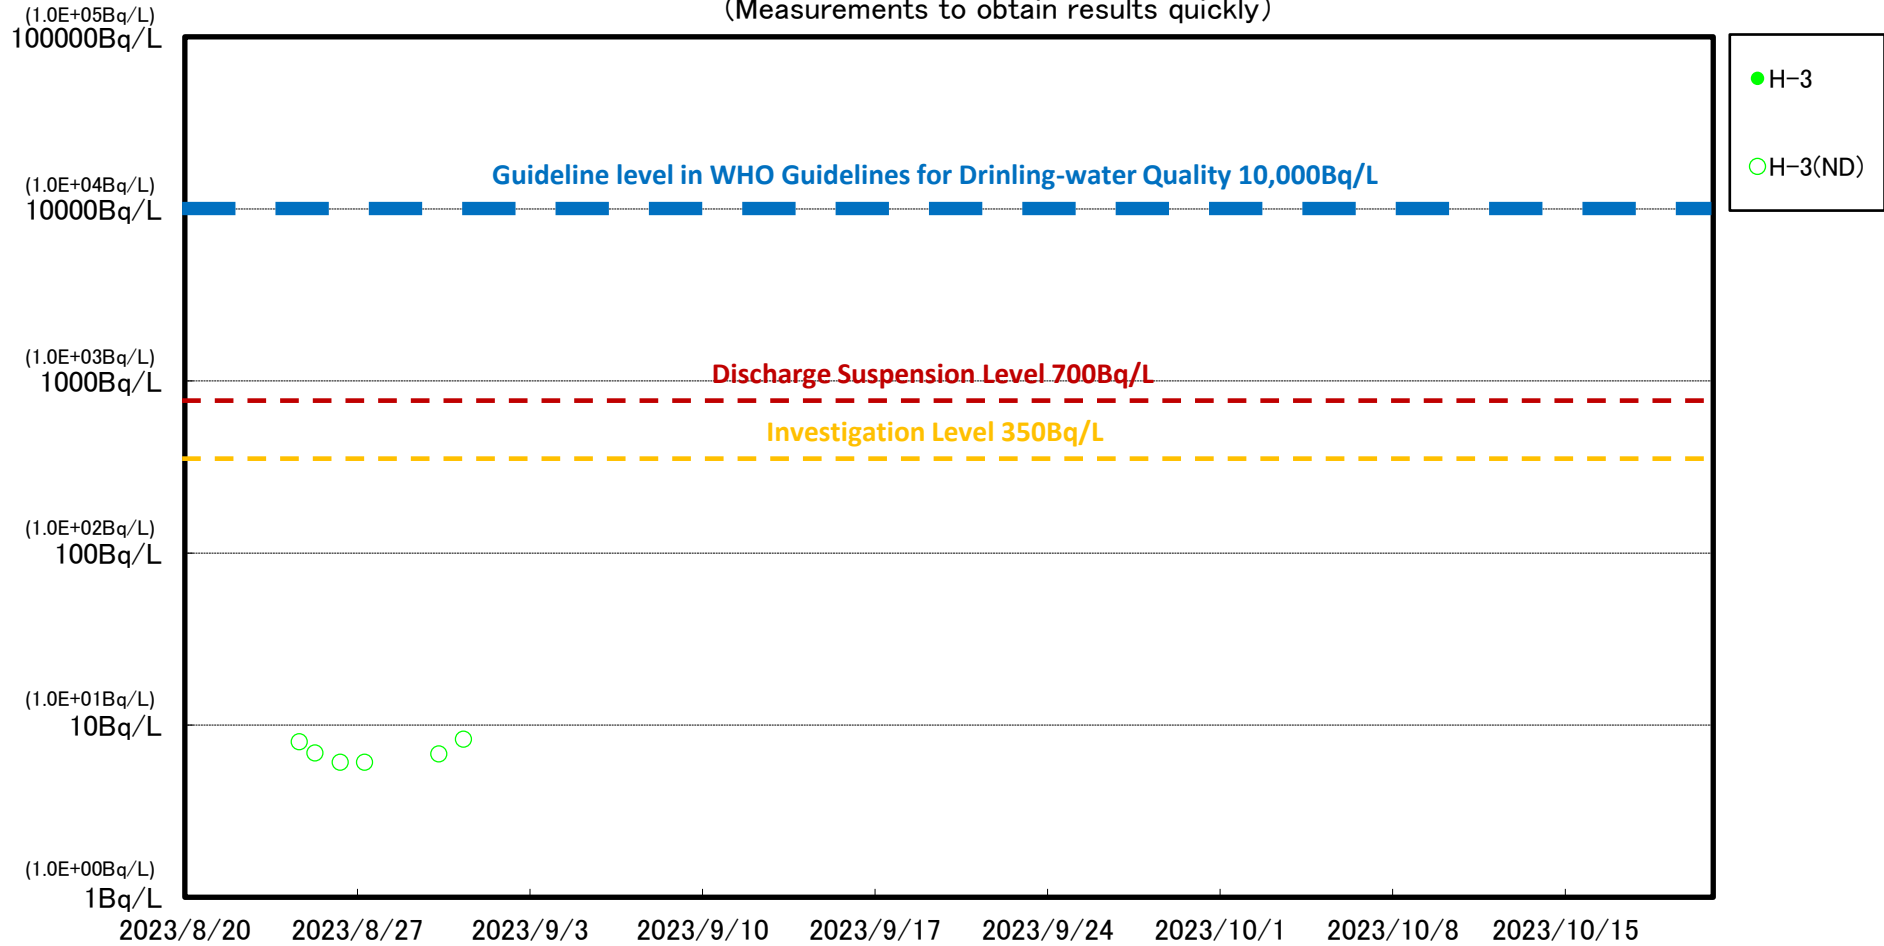 (Measurements to obtain results quickly)
(1.0E+05Bq/L)
100000Bq/L
H-3
H-3(ND)
Guideline level in WHO Guidelines for Drinling-water Quality 10,000Bq/L
(1.0E+04Bq/L)
10000Bq/L
(1.0E+03Bq/L)
1000Bq/L
Discharge Suspension Level 700Bq/L
Investigation Level 350Bq/L
(1.0E+02Bq/L)
100Bq/L
(1.0E+01Bq/L)
10Bq/L
(1.0E+00Bq/L)
1Bq/L
2023/8/20 2023/8/27 2023/9/3 2023/9/10 2023/9/17 2023/9/24 2023/10/1 2023/10/8 2023/10/15